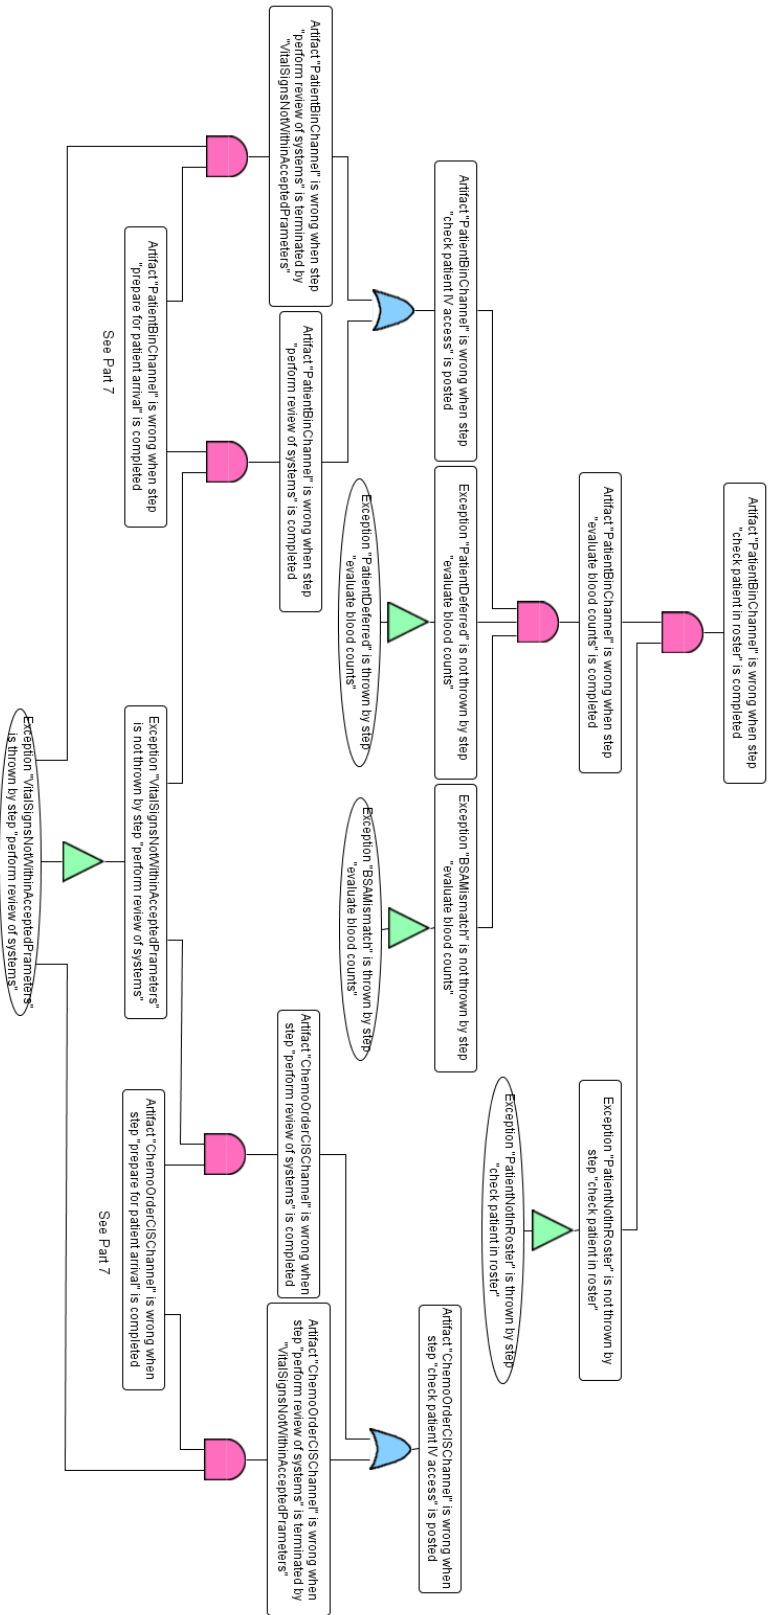 Artifact "PatientBinChannel" is wrong when step
"check patient in roster" is completed
Artifact "PatientBinChannel" is wrong when step
"evaluate blood counts" is completed
Exception "PatientNotInRoster" is not thrown by
step "check patient in roster"
Exception "PatientNotInRoster" is thrown by step
"check patient in roster"
Artifact "PatientBinChannel" is wrong when step
"check patient IV access" is posted
Exception "PatientDeferred" is not thrown by step
"evaluate blood counts"
Exception "BSAMismatch" is not thrown by step
"evaluate blood counts"
Artifact "ChemoOrderCISChannel" is wrong when
step "check patient IV access" is posted
Exception "PatientDeferred" is thrown by step
"evaluate blood counts"
Exception "BSAMismatch" is thrown by step
"evaluate blood counts"
Artifact "PatientBinChannel" is wrong when step
"perform review of systems" is terminated by
"VitalSignsNotWithinAcceptedPrameters"
Artifact "PatientBinChannel" is wrong when step
"perform review of systems" is completed
Artifact "ChemoOrderCISChannel" is wrong when
step "perform review of systems" is completed
Artifact "ChemoOrderCISChannel" is wrong when
step "perform review of systems" is terminated by
"VitalSignsNotWithinAcceptedPrameters"
Artifact "PatientBinChannel" is wrong when step
"prepare for patient arrival" is completed
Exception "VitalSignsNotWithinAcceptedPrameters"
is not thrown by step "perform review of systems"
Artifact "ChemoOrderCISChannel" is wrong when
step "prepare for patient arrival" is completed
See Part 7
See Part 7
Exception "VitalSignsNotWithinAcceptedPrameters"
is thrown by step "perform review of systems"